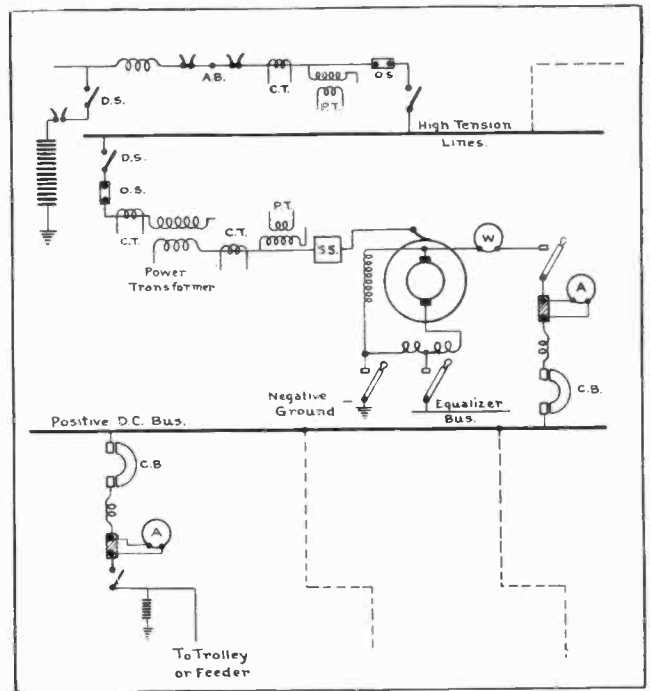 D.S.
A.B.
C.T.
P.T.
O.S
High Tension
Lines.
D.S.
O.S.
C.T.
Power
Transformer
C.T.
P.T.
S.S.
W
A
C.B.
Negative
Ground
Equalizer
Bus.
Positive D.C. Bus.
C.B
A
To Trolley
or Feeder